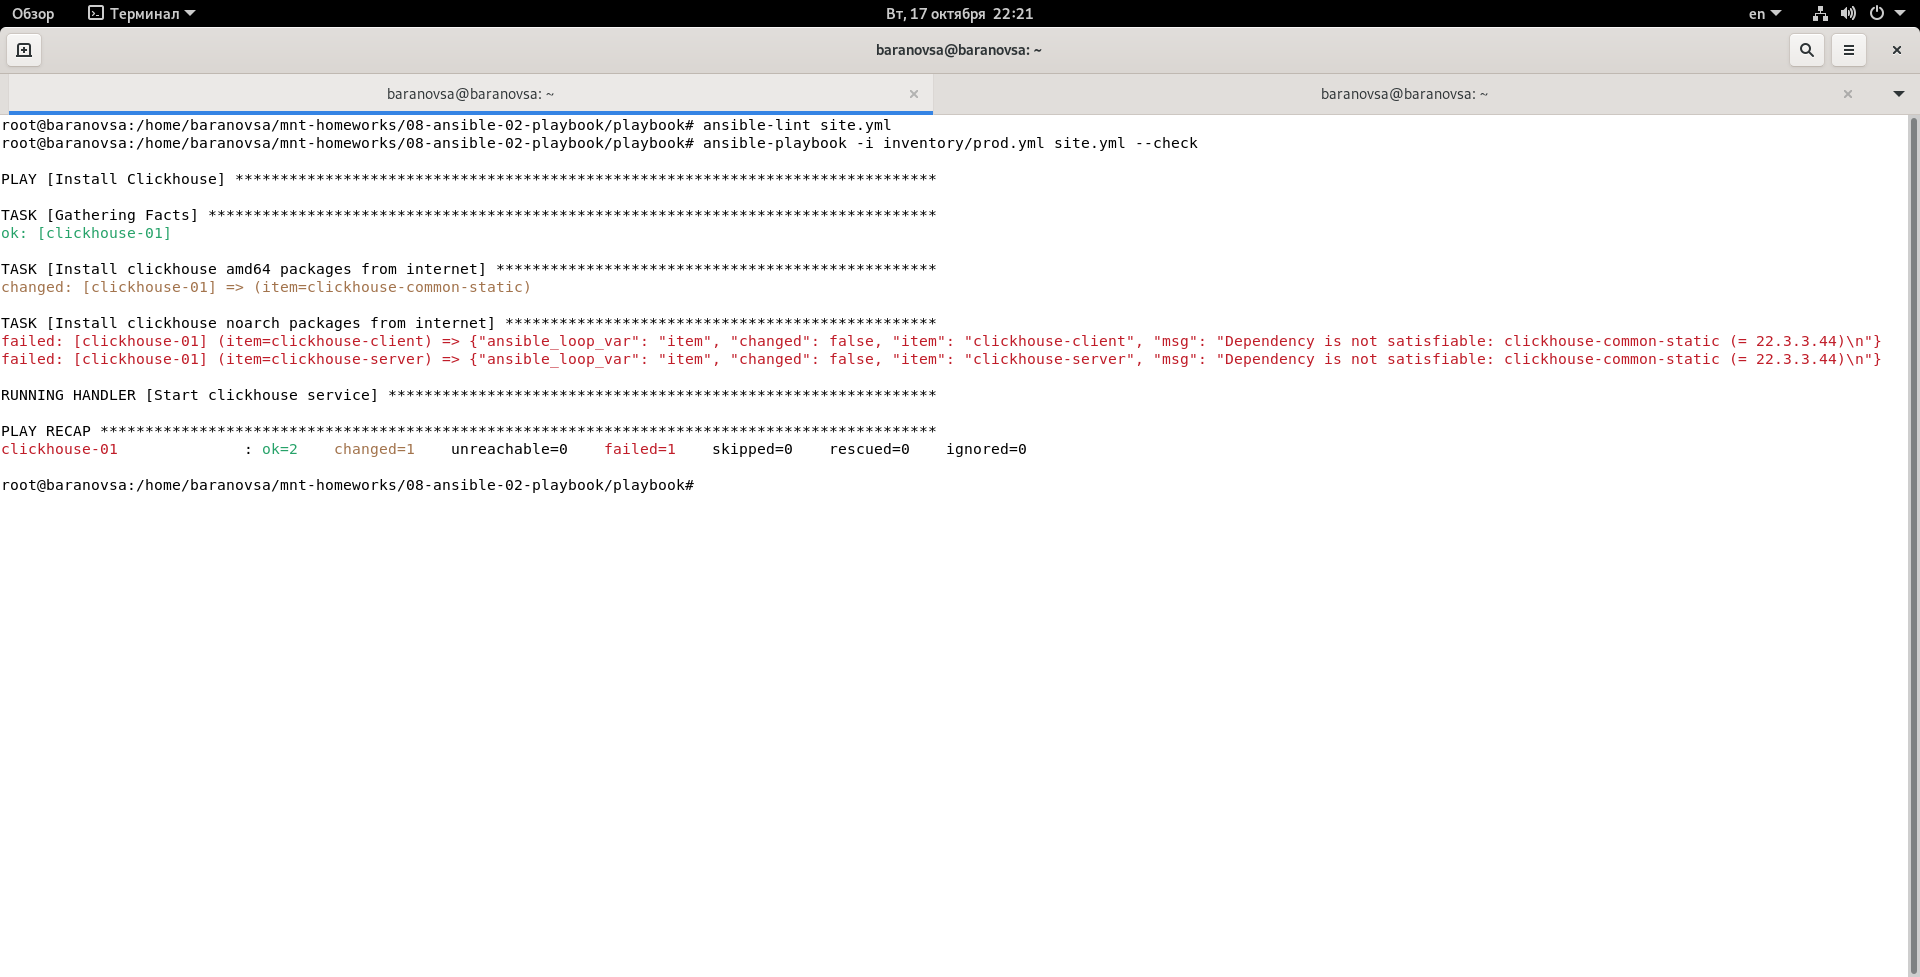 Обзор Терминал Вт, 17 октября 22:21 en
baranovsa@baranovsa: ~
baranovsa@baranovsa: ~ baranovsa@baranovsa: ~
root@baranovsa:/home/baranovsa/mnt-homeworks/08-ansible-02-playbook/playbook# ansible-lint site.yml
root@baranovsa:/home/baranovsa/mnt-homeworks/08-ansible-02-playbook/playbook# ansible-playbook -i inventory/prod.yml site.yml --check
PLAY [Install Clickhouse] ******************************************************************************
TASK [Gathering Facts] *********************************************************************************
ok: [clickhouse-01]
TASK [Install clickhouse amd64 packages from internet] *************************************************
changed: [clickhouse-01] => (item=clickhouse-common-static)
TASK [Install clickhouse noarch packages from internet] ************************************************
failed: [clickhouse-01] (item=clickhouse-client) => {"ansible_loop_var": "item", "changed": false, "item": "clickhouse-client", "msg": "Dependency is not satisfiable: clickhouse-common-static (= 22.3.3.44)\n"}
failed: [clickhouse-01] (item=clickhouse-server) => {"ansible_loop_var": "item", "changed": false, "item": "clickhouse-server", "msg": "Dependency is not satisfiable: clickhouse-common-static (= 22.3.3.44)\n"}
RUNNING HANDLER [Start clickhouse service] *************************************************************
PLAY RECAP *********************************************************************************************
clickhouse-01 : ok=2 changed=1 unreachable=0 failed=1 skipped=0 rescued=0 ignored=0
root@baranovsa:/home/baranovsa/mnt-homeworks/08-ansible-02-playbook/playbook#